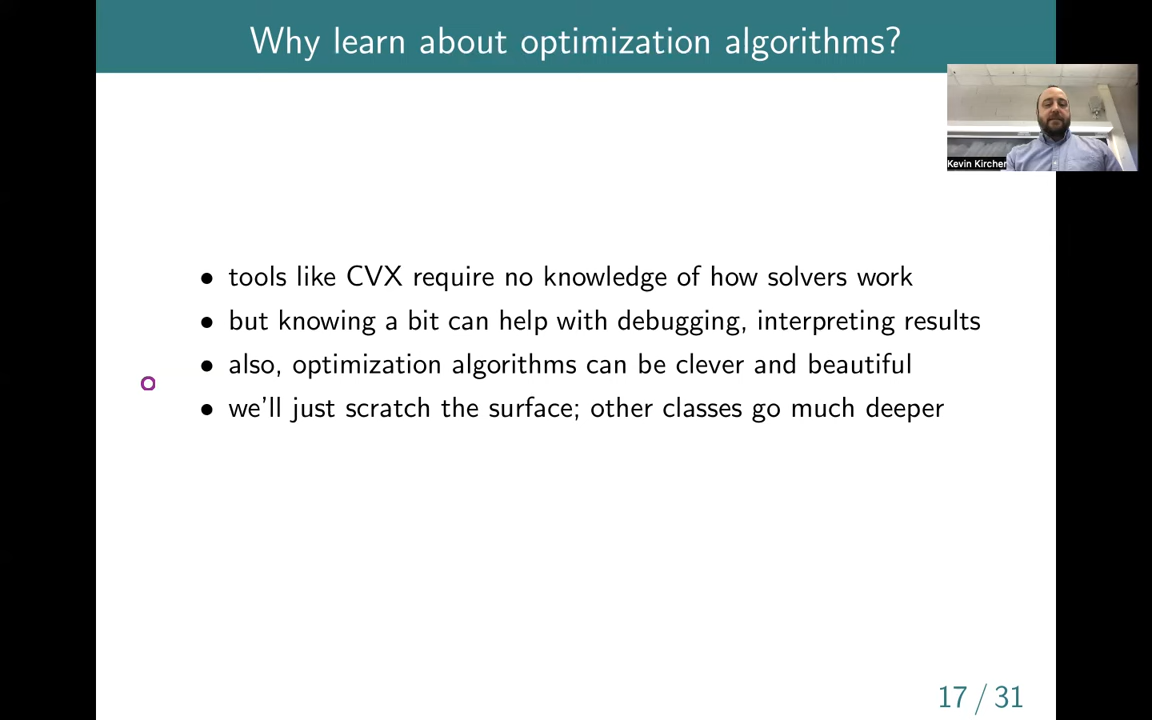 Why learn about optimization algorithms?
Kevin Kircher
• tools like CVX require no knowledge of how solvers work
• but knowing a bit can help with debugging, interpreting results
• also, optimization algorithms can be clever and beautiful
• we'll just scratch the surface; other classes go much deeper
17 / 31